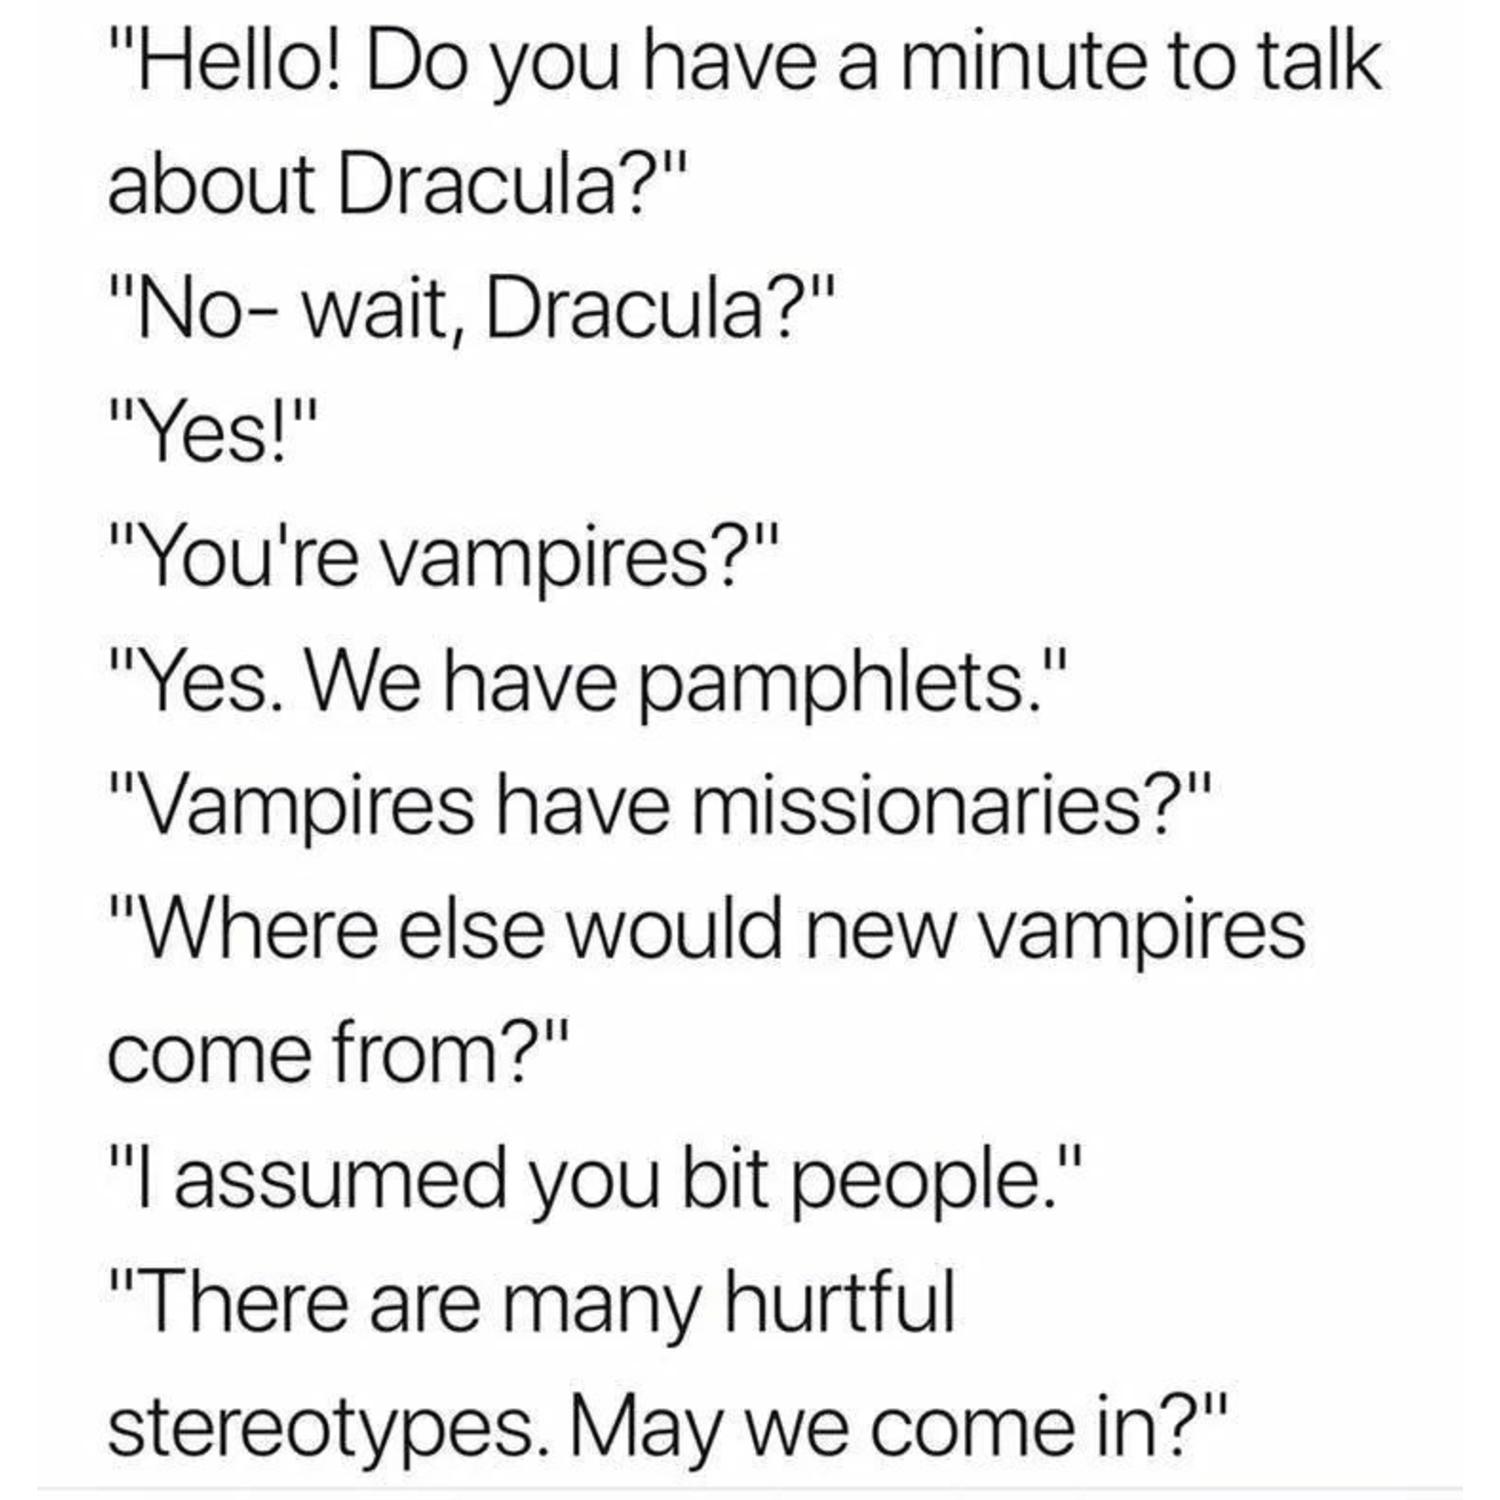 "Hello! Do you have a minute to talk
about Dracula?"
"No- wait, Dracula?"
"Yes!"
"You're vampires?"
"Yes. We have pamphlets."
"Vampires have missionaries?"
"Where else would new vampires
come from?"
"I assumed you bit people."
"There are many hurtful
stereotypes. May we come in?"